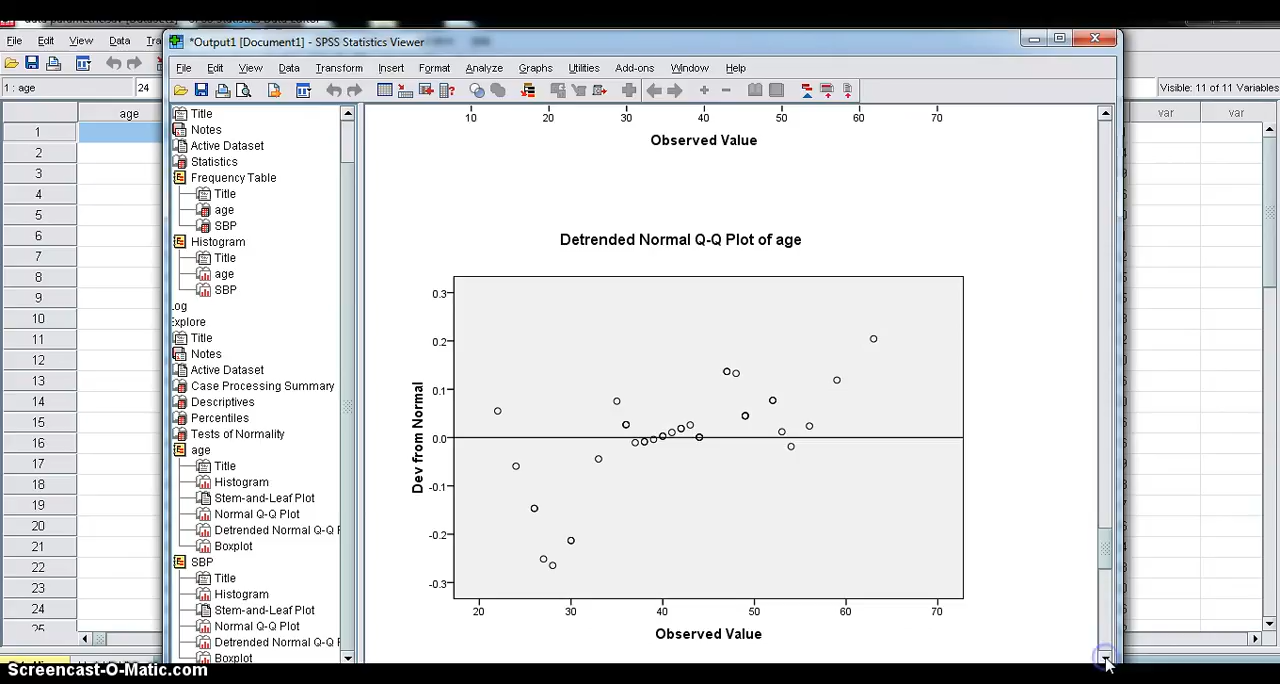 *Output1 [Document1] - SPSS Statistics Viewer
File Edit View Data Tra
File Edit View Data Transform Insert Format Analyze Graphs Utilities Add-ons Window Help
1 : age 24
Visible: 11 of 11 Variables
age
var var
1
2
3
4
5
6
7
8
9
10
11
12
13
14
15
16
17
18
19
20
21
22
23
24
25
Title
Notes
Active Dataset
Statistics
Frequency Table
Title
age
SBP
Histogram
Title
age
SBP
Log
Explore
Title
Notes
Active Dataset
Case Processing Summary
Descriptives
Percentiles
Tests of Normality
age
Title
Histogram
Stem-and-Leaf Plot
Normal Q-Q Plot
Detrended Normal Q-Q P
Boxplot
SBP
Title
Histogram
Stem-and-Leaf Plot
Normal Q-Q Plot
Detrended Normal Q-Q P
Boxplot
10 20 30 40 50 60 70
Observed Value
Detrended Normal Q-Q Plot of age
Dev from Normal
0.3
0.2
0.1
0.0
-0.1
-0.2
-0.3
20 30 40 50 60 70
Observed Value
Screencast-O-Matic.com